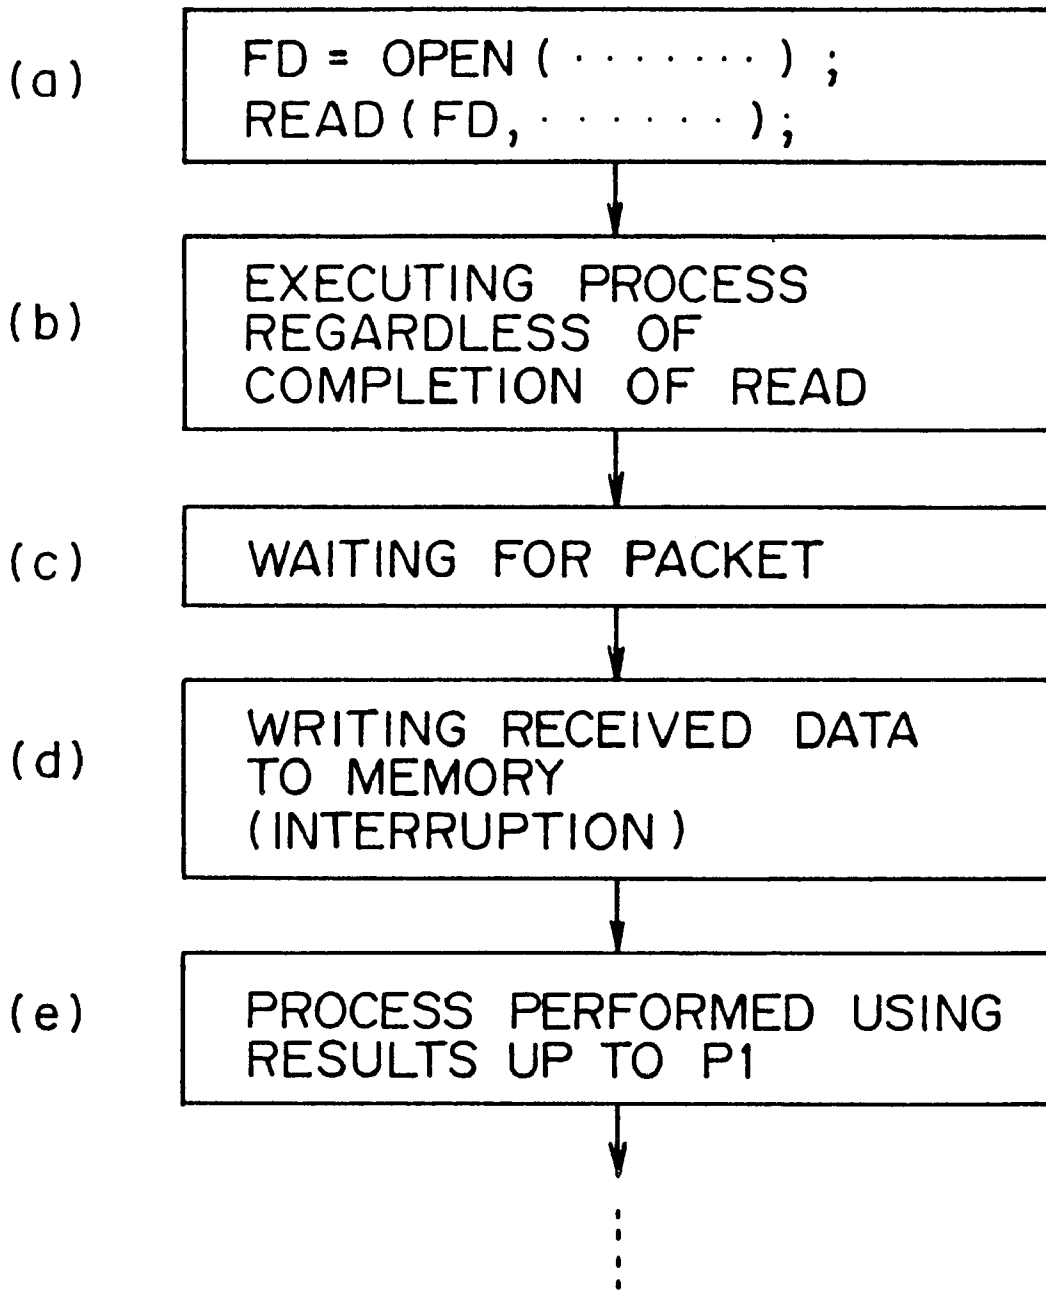 (a)
FD = OPEN ( ······· ) ;
READ ( FD, ······· ) ;
(b)
EXECUTING PROCESS
REGARDLESS OF
COMPLETION OF READ
(c)
WAITING FOR PACKET
(d)
WRITING RECEIVED DATA
TO MEMORY
(INTERRUPTION)
(e)
PROCESS PERFORMED USING
RESULTS UP TO P1